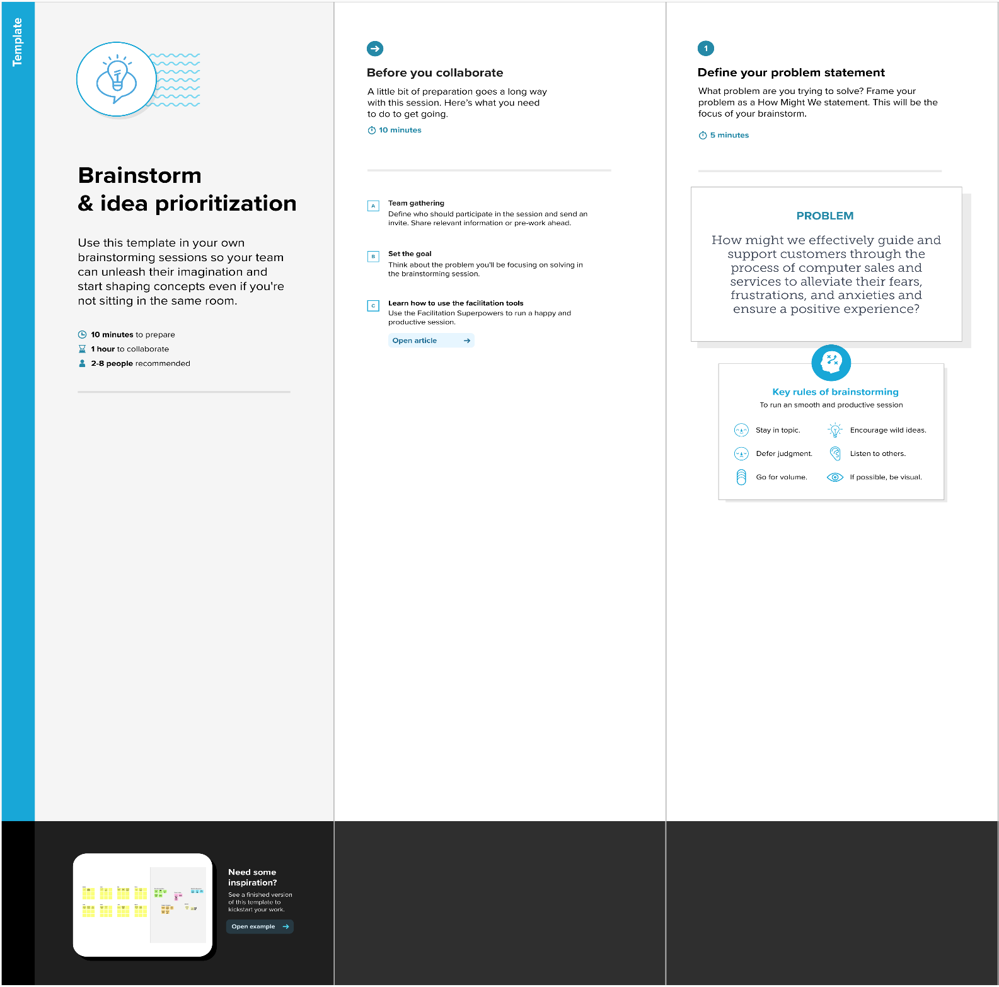 Template
Brainstorm
& idea prioritization
Use this template in your own
brainstorming sessions so your team
can unleash their imagination and
start shaping concepts even if you're
not sitting in the same room.
10 minutes to prepare
1 hour to collaborate
2-8 people recommended
Need some
inspiration?
See a finished version
of this template to
kickstart your work.
Open example
Before you collaborate
A little bit of preparation goes a long way
with this session. Here's what you need
to do to get going.
10 minutes
A
Team gathering
Define who should participate in the session and send an
invite. Share relevant information or pre-work ahead.
B
Set the goal
Think about the problem you'll be focusing on solving in
the brainstorming session.
C
Learn how to use the facilitation tools
Use the Facilitation Superpowers to run a happy and
productive session.
Open article
1
Define your problem statement
What problem are you trying to solve? Frame your
problem as a How Might We statement. This will be the
focus of your brainstorm.
5 minutes
PROBLEM
How might we effectively guide and
support customers through the
process of computer sales and
services to alleviate their fears,
frustrations, and anxieties and
ensure a positive experience?
Key rules of brainstorming
To run an smooth and productive session
Stay in topic.
Encourage wild ideas.
Defer judgment.
Listen to others.
Go for volume.
If possible, be visual.